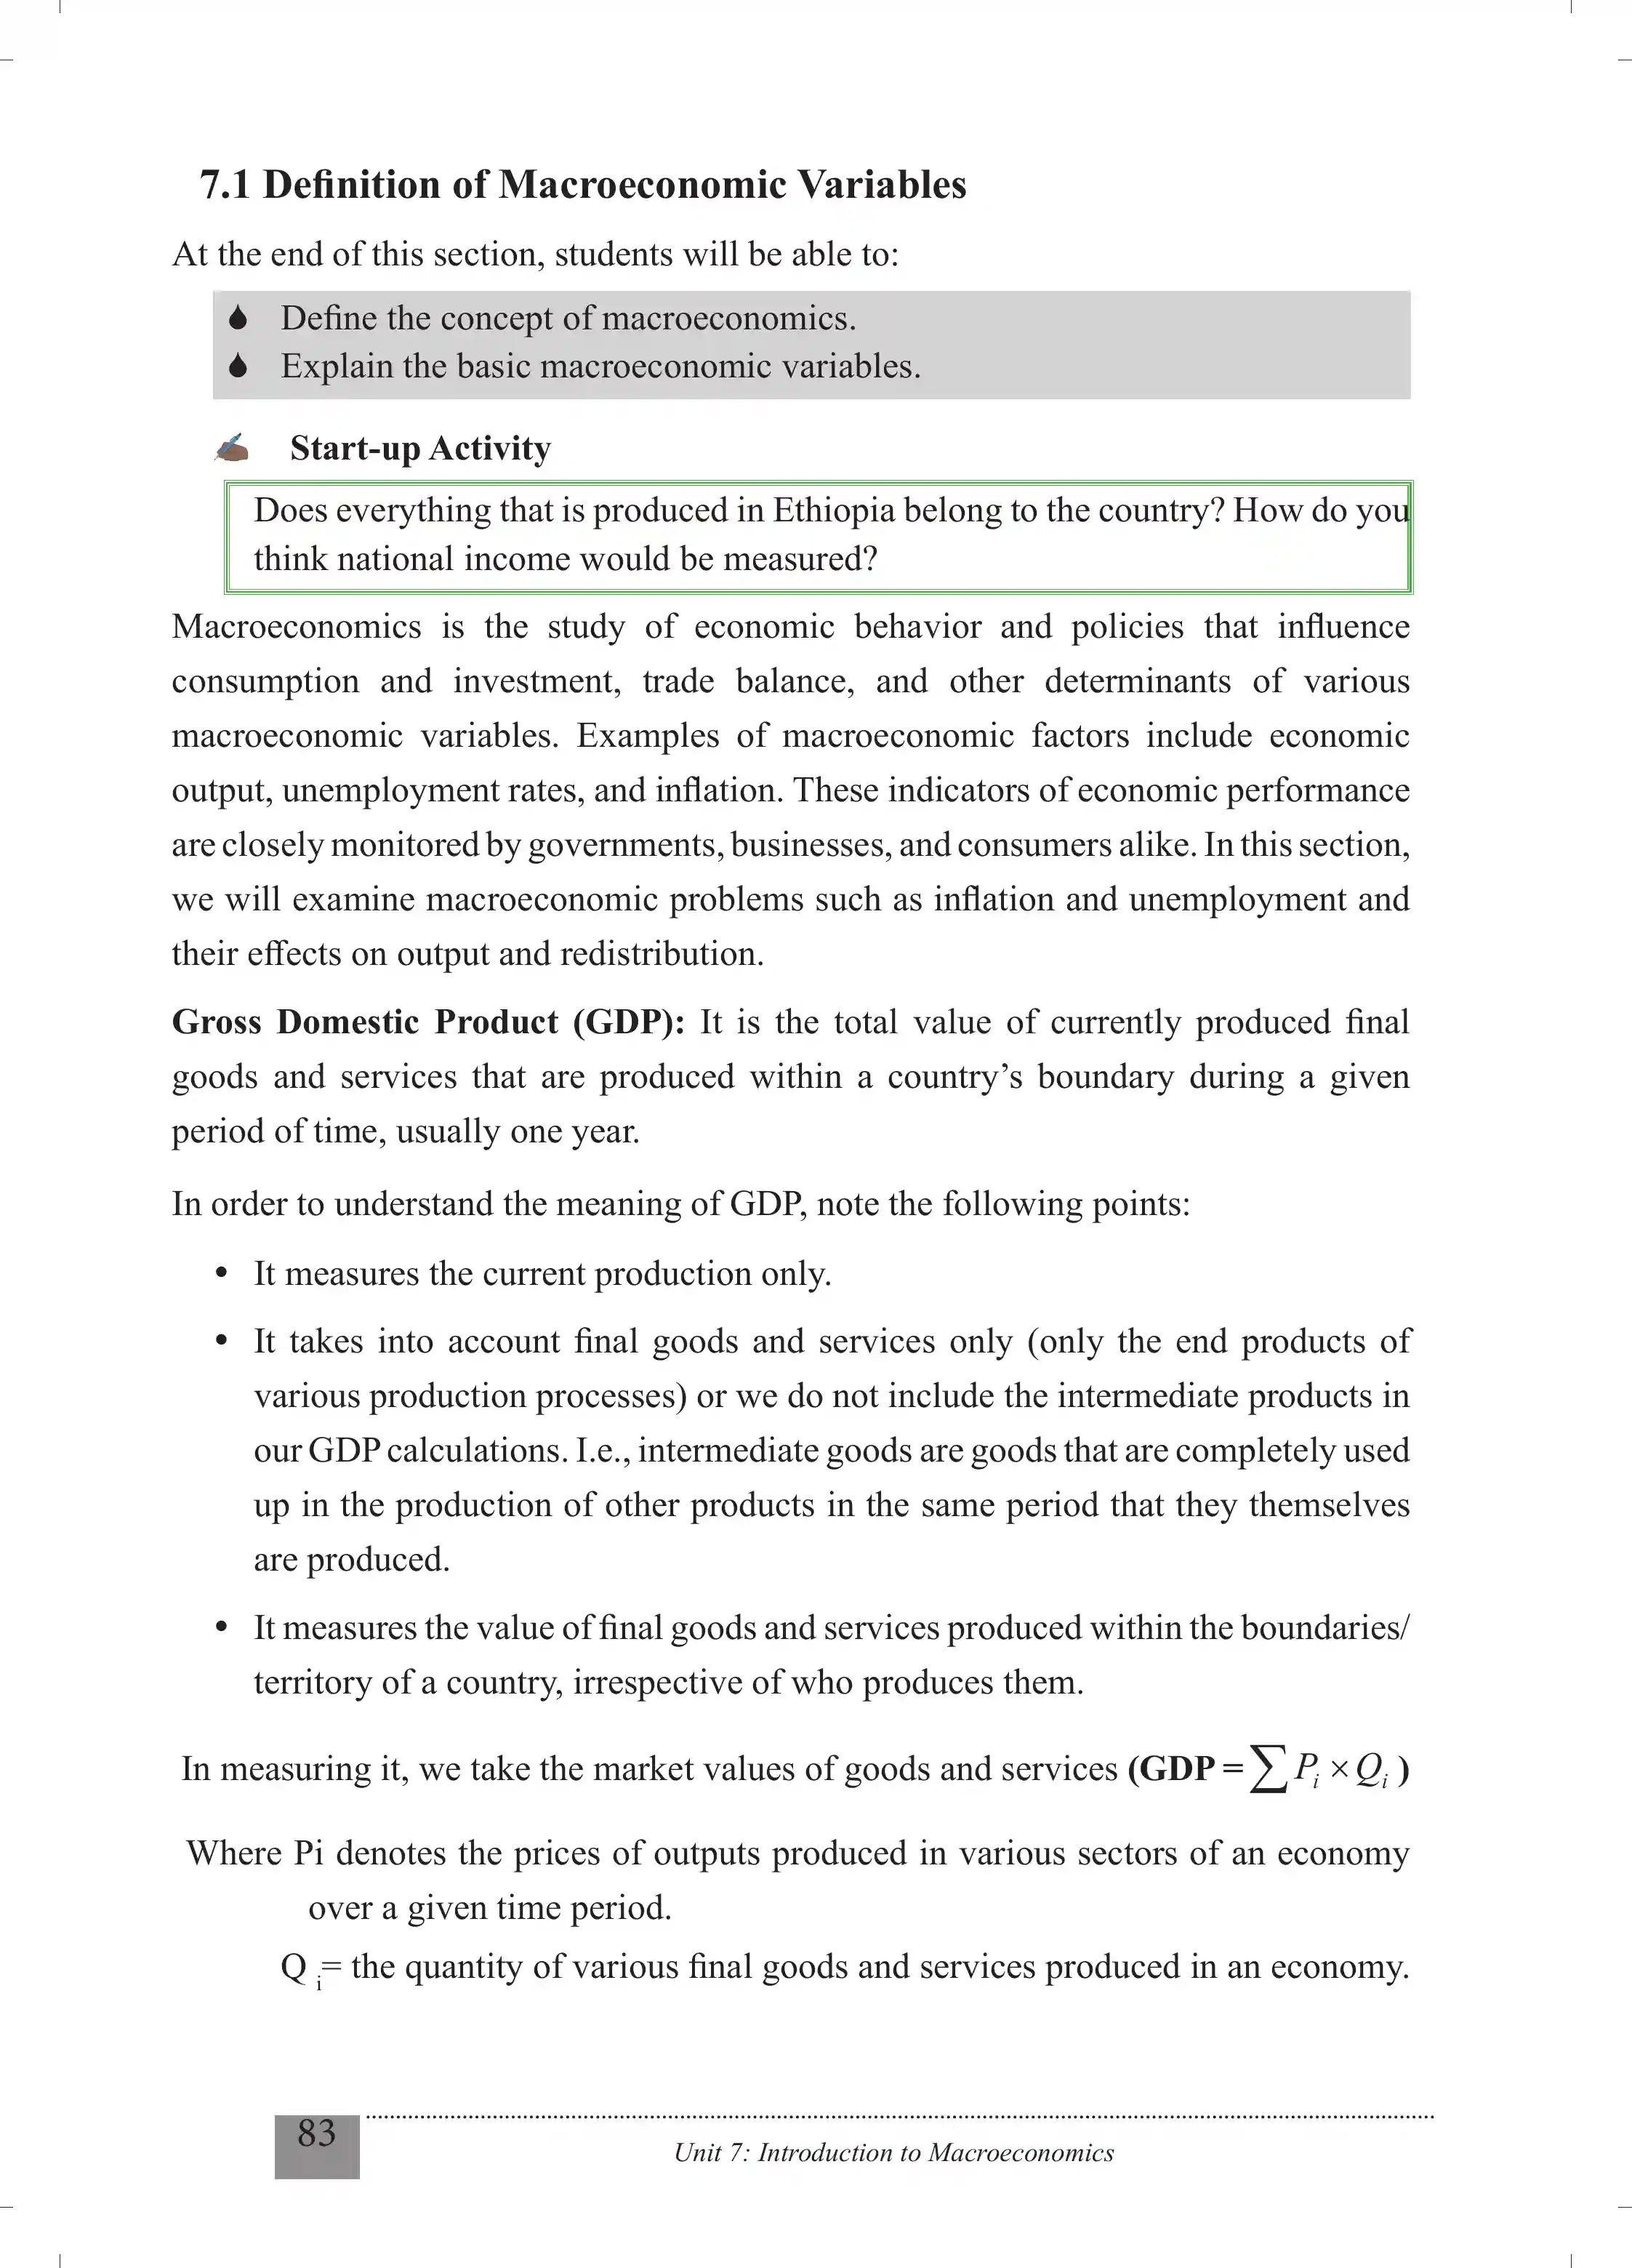 7.1 Definition of Macroeconomic Variables
At the end of this section, students will be able to:
Define the concept of macroeconomics.
Explain the basic macroeconomic variables.
Start-up Activity
Does everything that is produced in Ethiopia belong to the country? How do you
think national income would be measured?
Macroeconomics is the study of economic behavior and policies that influence
consumption and investment, trade balance, and other determinants of various
macroeconomic variables. Examples of macroeconomic factors include economic
output, unemployment rates, and inflation. These indicators of economic performance
are closely monitored by governments, businesses, and consumers alike. In this section,
we will examine macroeconomic problems such as inflation and unemployment and
their effects on output and redistribution.
Gross Domestic Product (GDP): It is the total value of currently produced final
goods and services that are produced within a country’s boundary during a given
period of time, usually one year.
In order to understand the meaning of GDP, note the following points:
• It measures the current production only.
• It takes into account final goods and services only (only the end products of
various production processes) or we do not include the intermediate products in
our GDP calculations. I.e., intermediate goods are goods that are completely used
up in the production of other products in the same period that they themselves
are produced.
• It measures the value of final goods and services produced within the boundaries/
territory of a country, irrespective of who produces them.
In measuring it, we take the market values of goods and services (GDP = ∑ Pᵢ × Qᵢ )
Where Pi denotes the prices of outputs produced in various sectors of an economy
over a given time period.
Q ᵢ= the quantity of various final goods and services produced in an economy.
83
Unit 7: Introduction to Macroeconomics